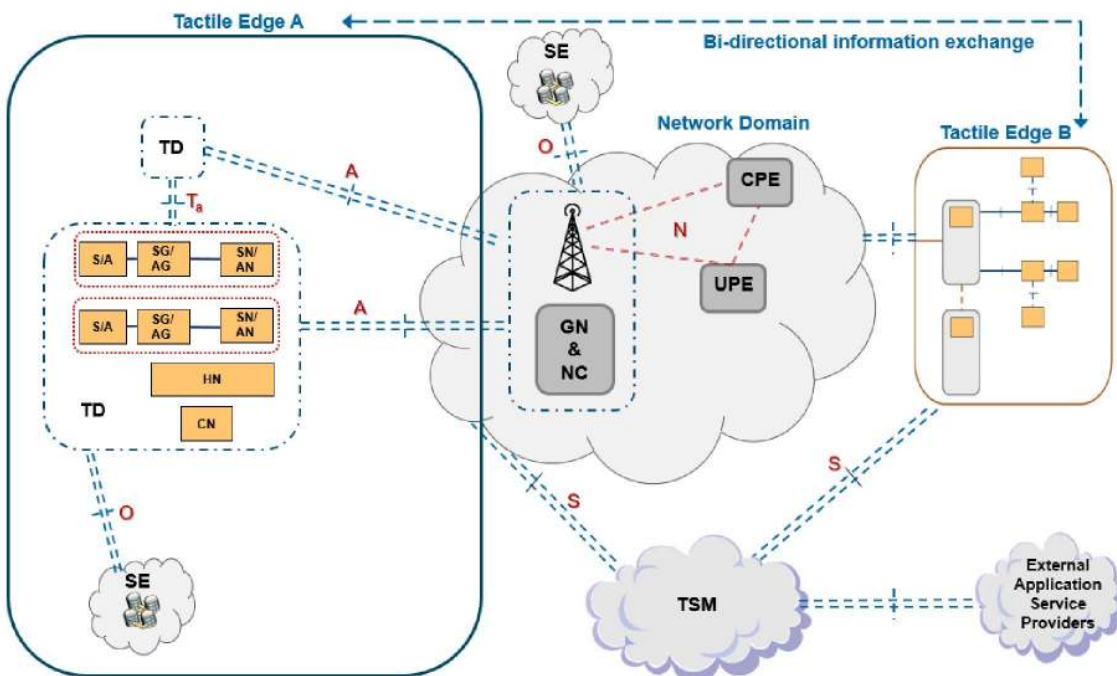 Tactile Edge A
Bi-directional information exchange
SE
O
Network Domain
Tactile Edge B
TD
A
Ta
CPE
N
UPE
S/A
SG/
AG
SN/
AN
S/A
SG/
AG
SN/
AN
A
GN
&
NC
HN
TD
CN
O
SE
S
S
TSM
External
Application
Service
Providers